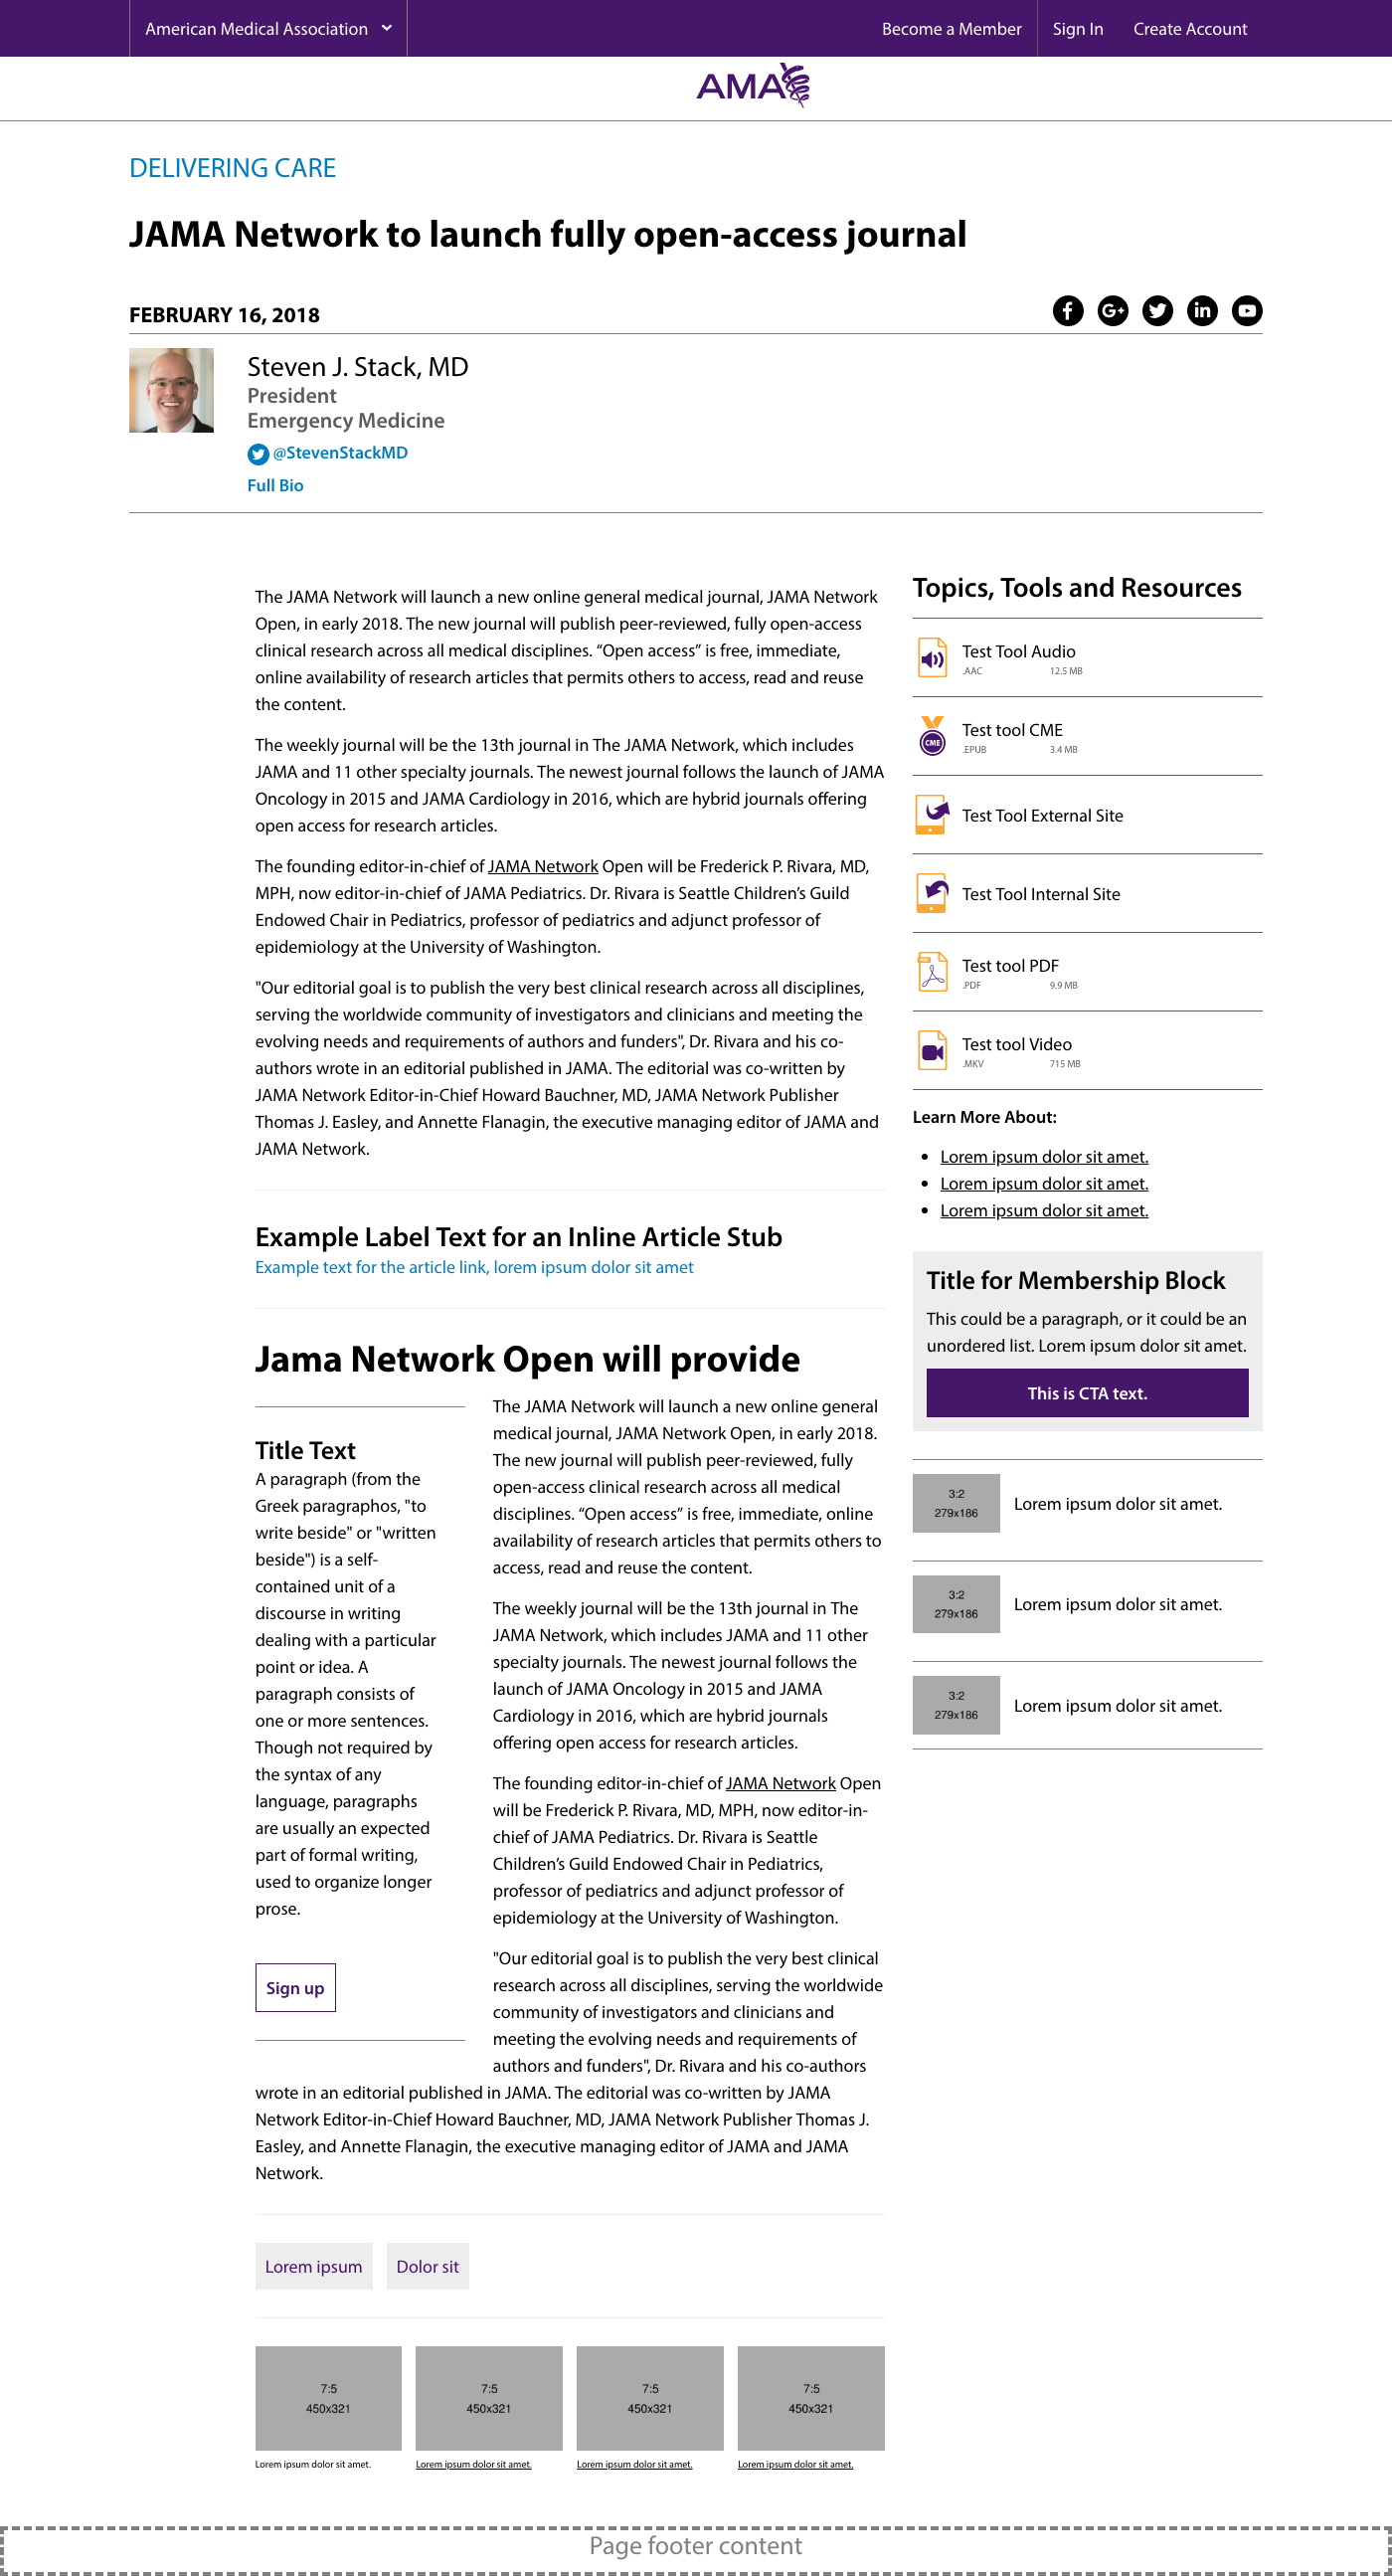 American Medical Association
Become a Member
Sign In
Create Account
AMA
DELIVERING CARE
JAMA Network to launch fully open-access journal
FEBRUARY 16, 2018
Steven J. Stack, MD
President
Emergency Medicine
@StevenStackMD
Full Bio
The JAMA Network will launch a new online general medical journal, JAMA Network
Open, in early 2018. The new journal will publish peer-reviewed, fully open-access
clinical research across all medical disciplines. “Open access” is free, immediate,
online availability of research articles that permits others to access, read and reuse
the content.
The weekly journal will be the 13th journal in The JAMA Network, which includes
JAMA and 11 other specialty journals. The newest journal follows the launch of JAMA
Oncology in 2015 and JAMA Cardiology in 2016, which are hybrid journals offering
open access for research articles.
The founding editor-in-chief of JAMA Network Open will be Frederick P. Rivara, MD,
MPH, now editor-in-chief of JAMA Pediatrics. Dr. Rivara is Seattle Children’s Guild
Endowed Chair in Pediatrics, professor of pediatrics and adjunct professor of
epidemiology at the University of Washington.
"Our editorial goal is to publish the very best clinical research across all disciplines,
serving the worldwide community of investigators and clinicians and meeting the
evolving needs and requirements of authors and funders", Dr. Rivara and his co-
authors wrote in an editorial published in JAMA. The editorial was co-written by
JAMA Network Editor-in-Chief Howard Bauchner, MD, JAMA Network Publisher
Thomas J. Easley, and Annette Flanagin, the executive managing editor of JAMA and
JAMA Network.
Example Label Text for an Inline Article Stub
Example text for the article link, lorem ipsum dolor sit amet
Jama Network Open will provide
Title Text
A paragraph (from the
Greek paragraphos, "to
write beside" or "written
beside") is a self-
contained unit of a
discourse in writing
dealing with a particular
point or idea. A
paragraph consists of
one or more sentences.
Though not required by
the syntax of any
language, paragraphs
are usually an expected
part of formal writing,
used to organize longer
prose.
Sign up
The JAMA Network will launch a new online general
medical journal, JAMA Network Open, in early 2018.
The new journal will publish peer-reviewed, fully
open-access clinical research across all medical
disciplines. “Open access” is free, immediate, online
availability of research articles that permits others to
access, read and reuse the content.
The weekly journal will be the 13th journal in The
JAMA Network, which includes JAMA and 11 other
specialty journals. The newest journal follows the
launch of JAMA Oncology in 2015 and JAMA
Cardiology in 2016, which are hybrid journals
offering open access for research articles.
The founding editor-in-chief of JAMA Network Open
will be Frederick P. Rivara, MD, MPH, now editor-in-
chief of JAMA Pediatrics. Dr. Rivara is Seattle
Children’s Guild Endowed Chair in Pediatrics,
professor of pediatrics and adjunct professor of
epidemiology at the University of Washington.
"Our editorial goal is to publish the very best clinical
research across all disciplines, serving the worldwide
community of investigators and clinicians and
meeting the evolving needs and requirements of
authors and funders", Dr. Rivara and his co-authors
wrote in an editorial published in JAMA. The editorial was co-written by JAMA
Network Editor-in-Chief Howard Bauchner, MD, JAMA Network Publisher Thomas J.
Easley, and Annette Flanagin, the executive managing editor of JAMA and JAMA
Network.
Lorem ipsum
Dolor sit
7:5
450x321
Lorem ipsum dolor sit amet.
7:5
450x321
Lorem ipsum dolor sit amet.
7:5
450x321
Lorem ipsum dolor sit amet.
7:5
450x321
Lorem ipsum dolor sit amet.
Topics, Tools and Resources
Test Tool Audio
.AAC 12.5 MB
CME
Test tool CME
.EPUB 3.4 MB
Test Tool External Site
Test Tool Internal Site
Test tool PDF
.PDF 9.9 MB
Test tool Video
.MKV 715 MB
Learn More About:
Lorem ipsum dolor sit amet.
Lorem ipsum dolor sit amet.
Lorem ipsum dolor sit amet.
Title for Membership Block
This could be a paragraph, or it could be an
unordered list. Lorem ipsum dolor sit amet.
This is CTA text.
3:2
279x186
Lorem ipsum dolor sit amet.
3:2
279x186
Lorem ipsum dolor sit amet.
3:2
279x186
Lorem ipsum dolor sit amet.
Page footer content